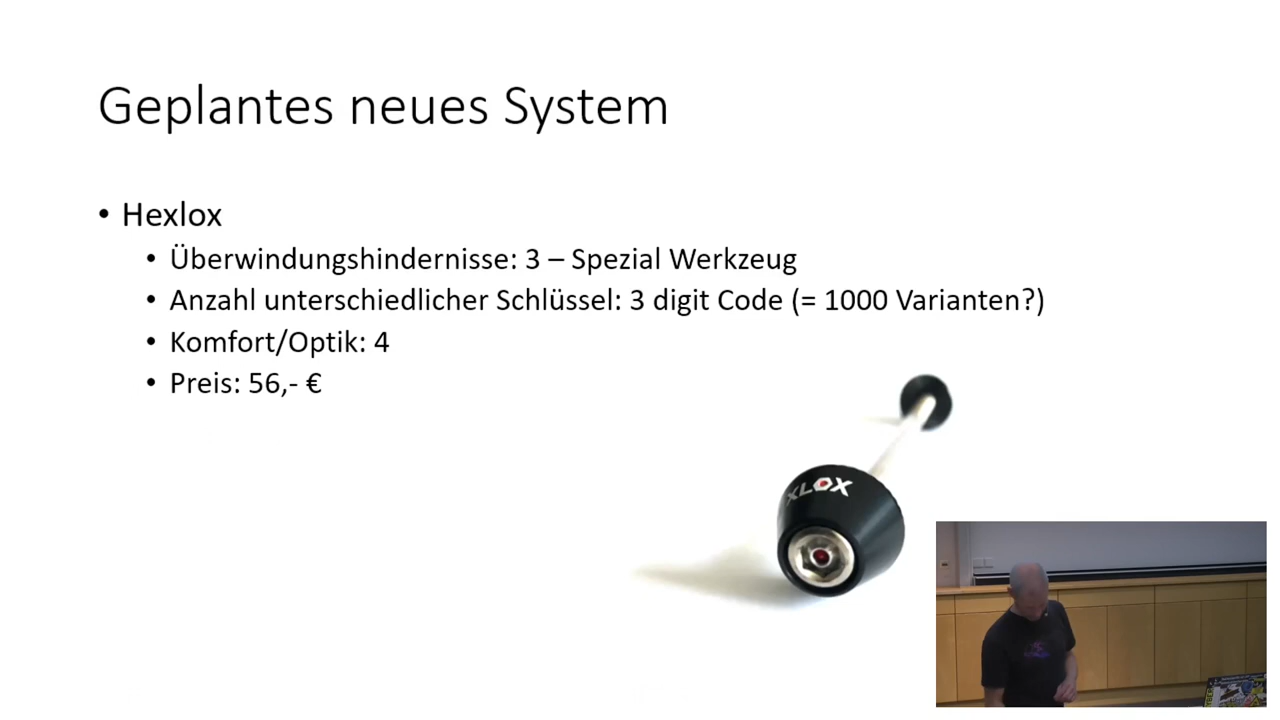 Geplantes neues System
• Hexlox
• Überwindungshindernisse: 3 – Spezial Werkzeug
• Anzahl unterschiedlicher Schlüssel: 3 digit Code (= 1000 Varianten?)
• Komfort/Optik: 4
• Preis: 56,- €
XLOX